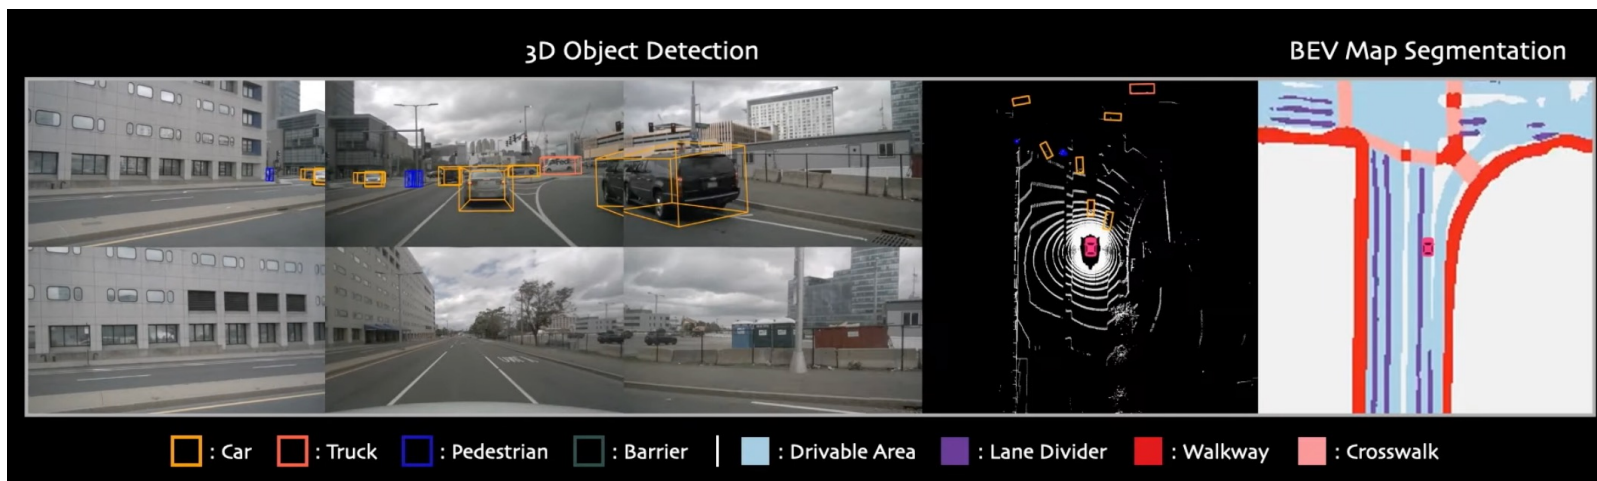 3D Object Detection
BEV Map Segmentation
: Car
: Truck
: Pedestrian
: Barrier
: Drivable Area
: Lane Divider
: Walkway
: Crosswalk